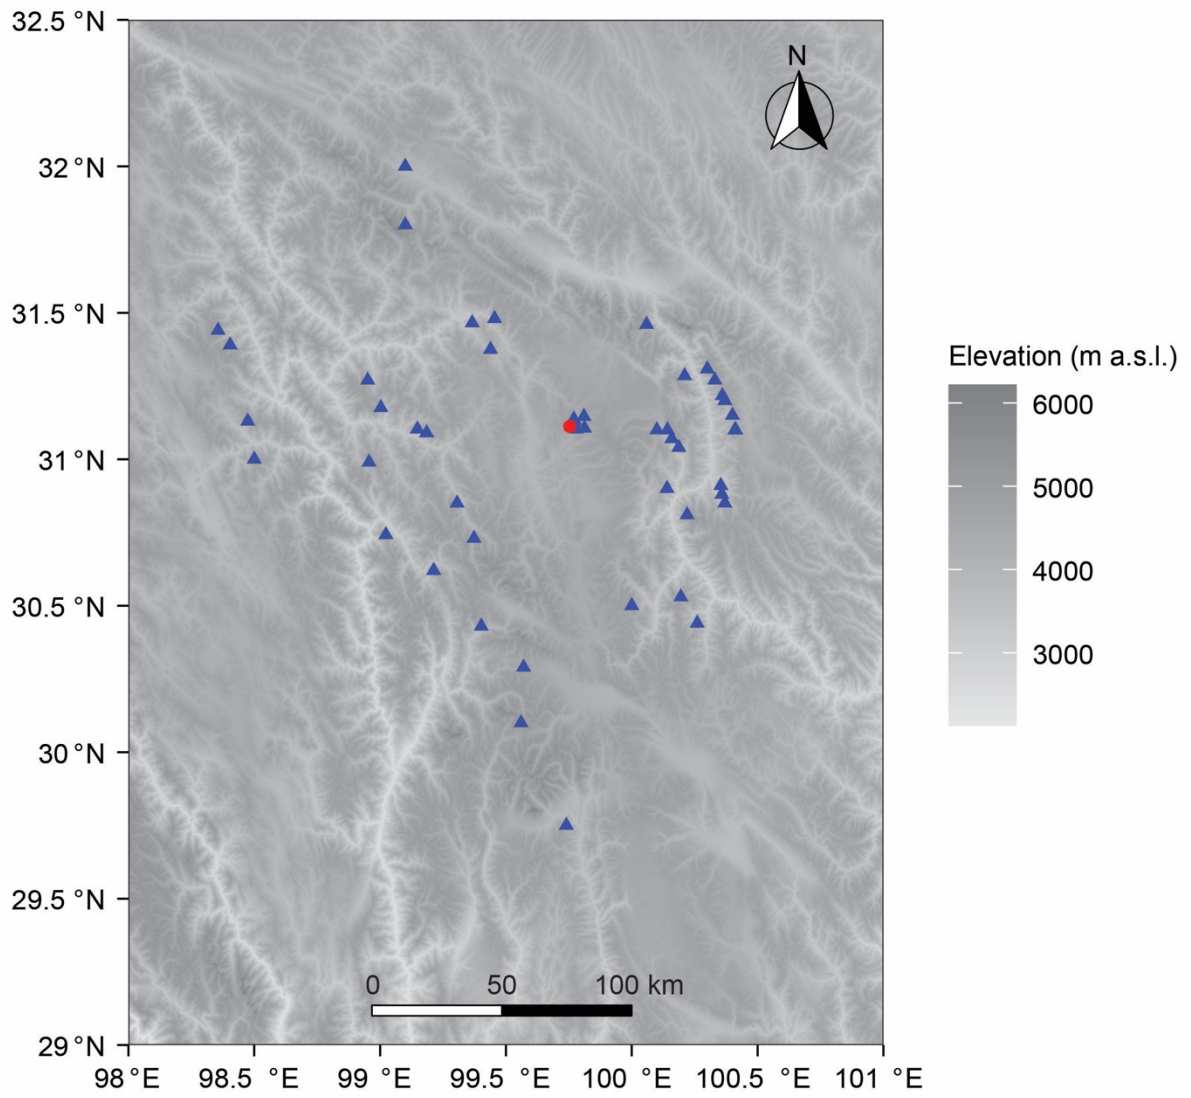 32.5 °N
N
32 °N
31.5 °N
Elevation (m a.s.l.)
6000
31 °N
5000
4000
30.5 °N
3000
30 °N
29.5 °N
0 50 100 km
29 °N
98 °E 98.5 °E 99 °E 99.5 °E 100 °E 100.5 °E 101 °E